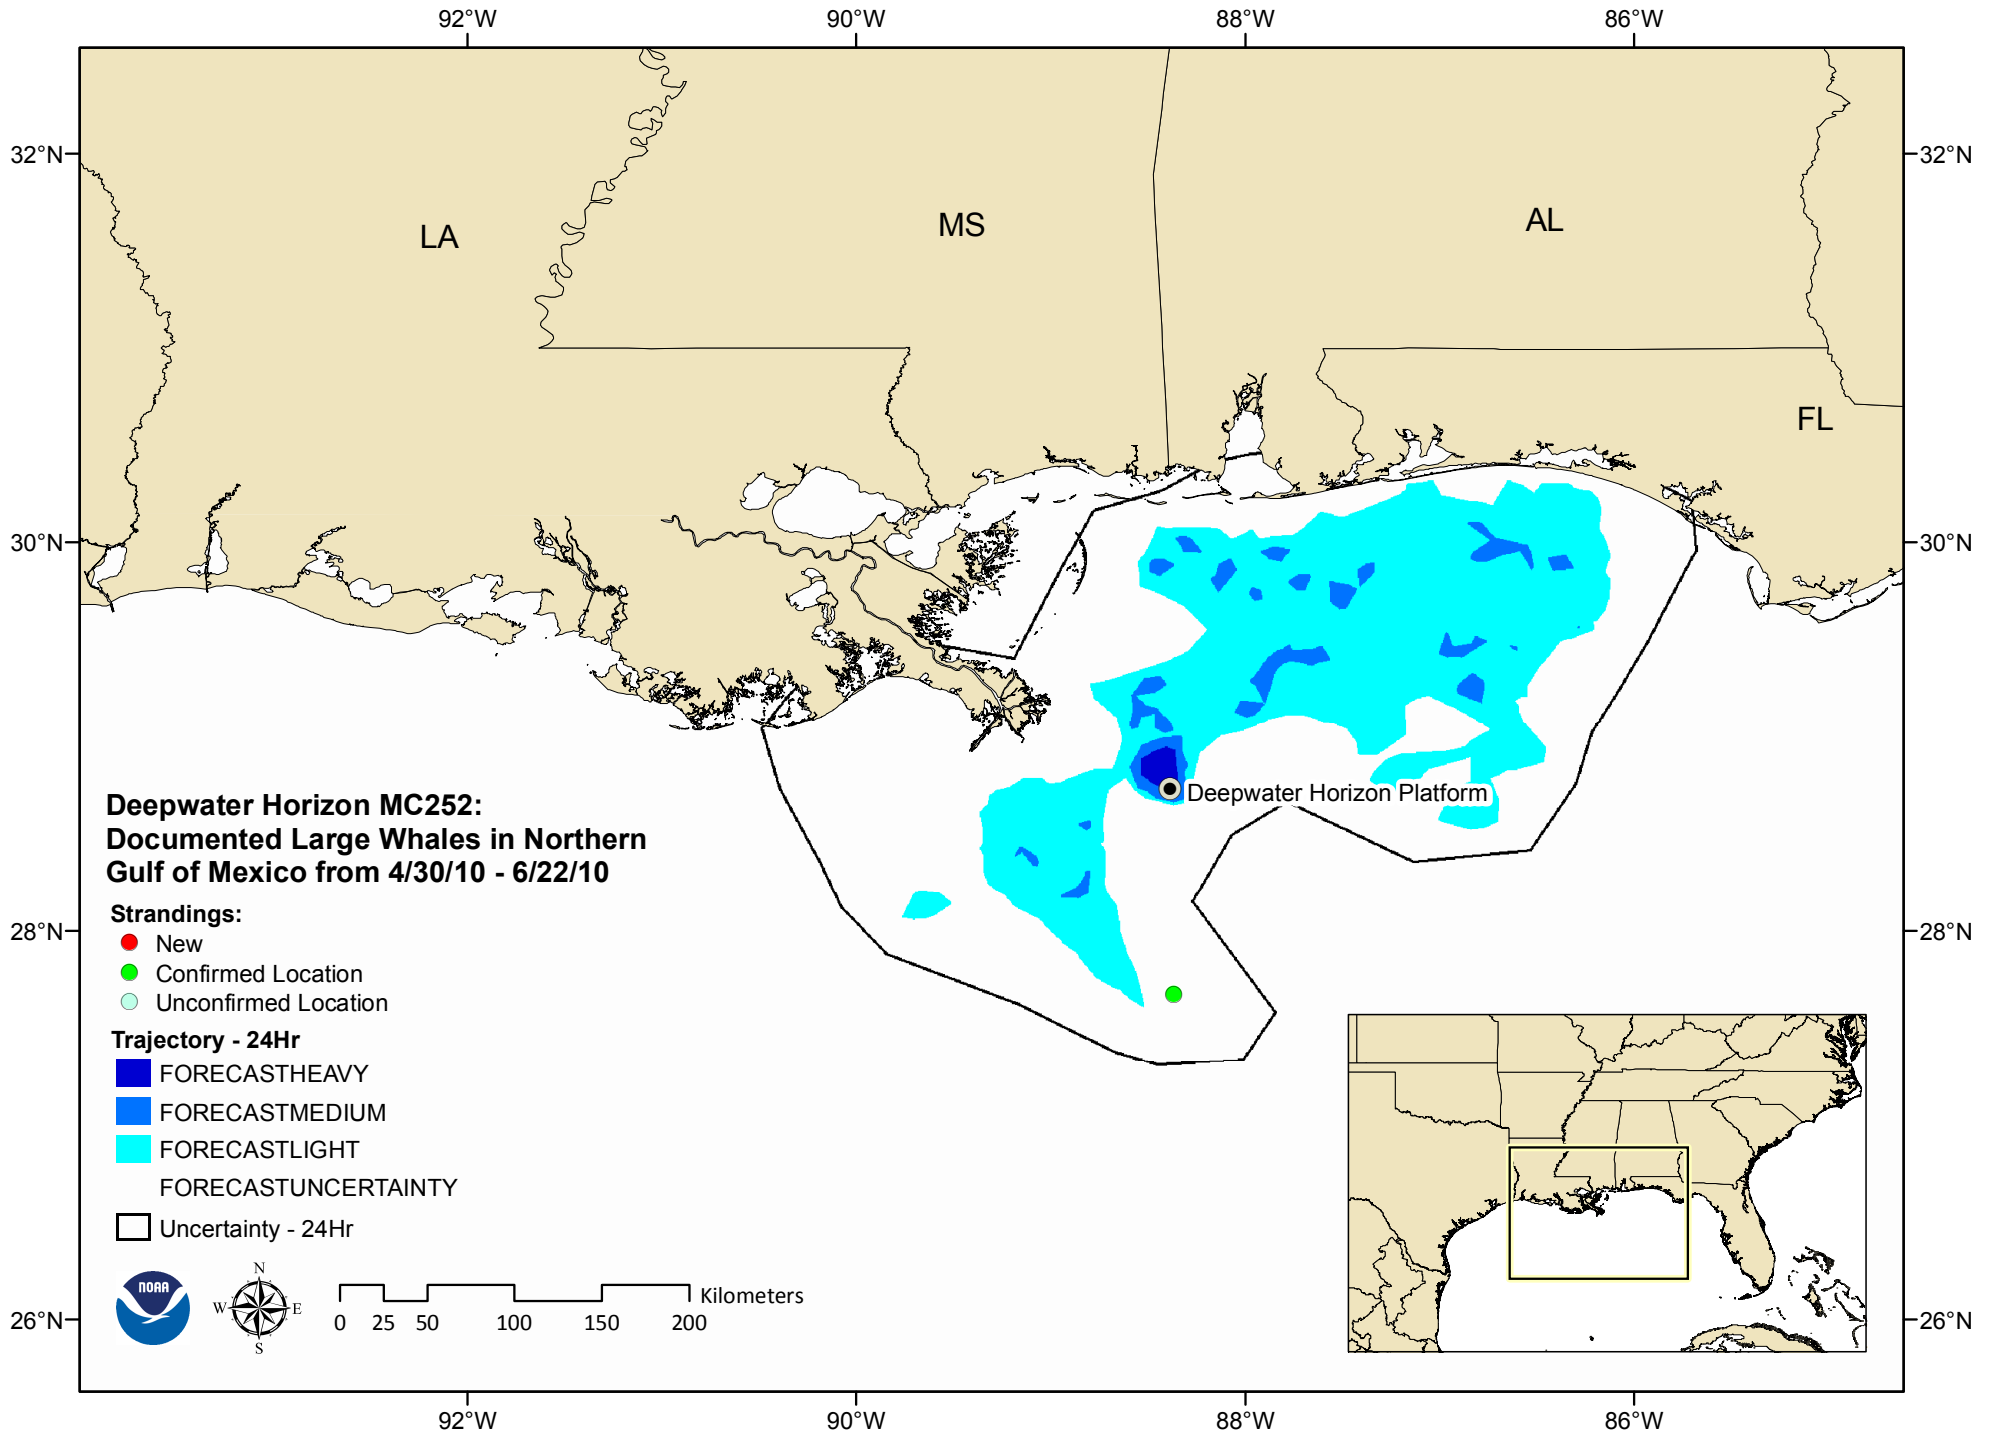 92°W 90°W 88°W 86°W
32°N 32°N
LA MS AL
FL
30°N 30°N
Deepwater Horizon Platform
Deepwater Horizon MC252:
Documented Large Whales in Northern
Gulf of Mexico from 4/30/10 - 6/22/10
Strandings:
28°N 28°N
New
Confirmed Location
Unconfirmed Location
Trajectory - 24Hr
FORECASTHEAVY
FORECASTMEDIUM
FORECASTLIGHT
FORECASTUNCERTAINTY
Uncertainty - 24Hr
NOAA
N
W E
S
Kilometers
0 25 50 100 150 200
26°N 26°N
92°W 90°W 88°W 86°W